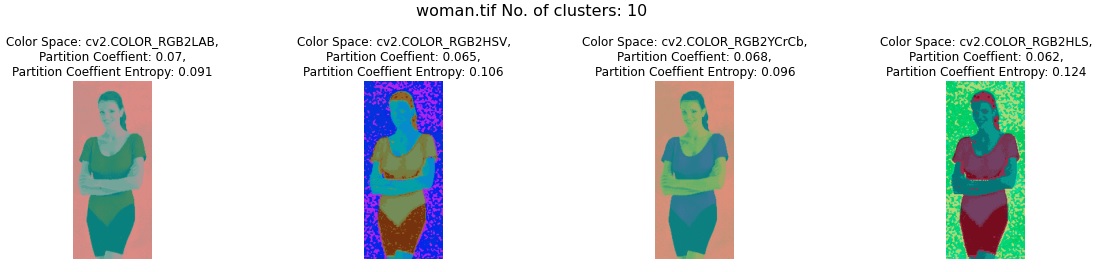 woman.tif No. of clusters: 10
Color Space: cv2.COLOR_RGB2LAB,
Partition Coeffient: 0.07,
Partition Coeffient Entropy: 0.091
Color Space: cv2.COLOR_RGB2HSV,
Partition Coeffient: 0.065,
Partition Coeffient Entropy: 0.106
Color Space: cv2.COLOR_RGB2YCrCb,
Partition Coeffient: 0.068,
Partition Coeffient Entropy: 0.096
Color Space: cv2.COLOR_RGB2HLS,
Partition Coeffient: 0.062,
Partition Coeffient Entropy: 0.124